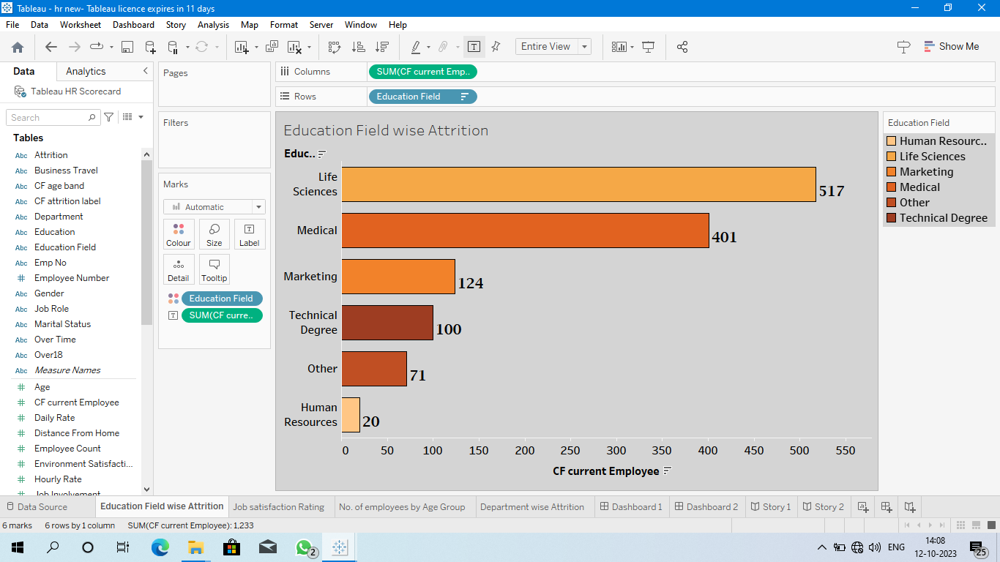 Tableau - hr new- Tableau licence expires in 11 days
File Data Worksheet Dashboard Story Analysis Map Format Server Window Help
Entire View
Show Me
Data Analytics
Tableau HR Scorecard
Search
Tables
Abc Attrition
Abc Business Travel
Abc CF age band
Abc CF attrition label
Abc Department
Abc Education
Abc Education Field
Abc Emp No
# Employee Number
Abc Gender
Abc Job Role
Abc Marital Status
Abc Over Time
Abc Over18
Abc Measure Names
# Age
# CF current Employee
# Daily Rate
# Distance From Home
# Employee Count
# Environment Satisfacti...
# Hourly Rate
# Job Involvement
Pages
Filters
Marks
Automatic
Colour Size Label
Detail Tooltip
Education Field
SUM(CF curre..
Columns SUM(CF current Emp..
Rows Education Field
Education Field wise Attrition
Educ..
Life
Sciences
517
Medical
401
Marketing
124
Technical
Degree
100
Other
71
Human
Resources
20
0 50 100 150 200 250 300 350 400 450 500 550
CF current Employee
Education Field
Human Resourc..
Life Sciences
Marketing
Medical
Other
Technical Degree
Data Source Education Field wise Attrition Job satisfaction Rating No. of employees by Age Group Department wise Attrition Dashboard 1 Dashboard 2 Story 1 Story 2
6 marks 6 rows by 1 column SUM(CF current Employee): 1,233
2
ENG
14:08
12-10-2023
25